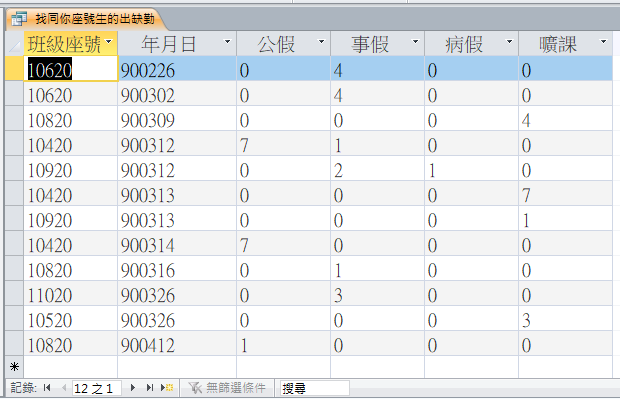 找同你座號生的出缺勤
班級座號 年月日 公假 事假 病假 曠課
10620 900226 0 4 0 0
10620 900302 0 4 0 0
10820 900309 0 0 0 4
10420 900312 7 1 0 0
10920 900312 0 2 1 0
10420 900313 0 0 0 7
10920 900313 0 0 0 1
10420 900314 7 0 0 0
10820 900316 0 1 0 0
11020 900326 0 3 0 0
10520 900326 0 0 0 3
10820 900412 1 0 0 0
記錄: 12 之 1 無篩選條件 搜尋